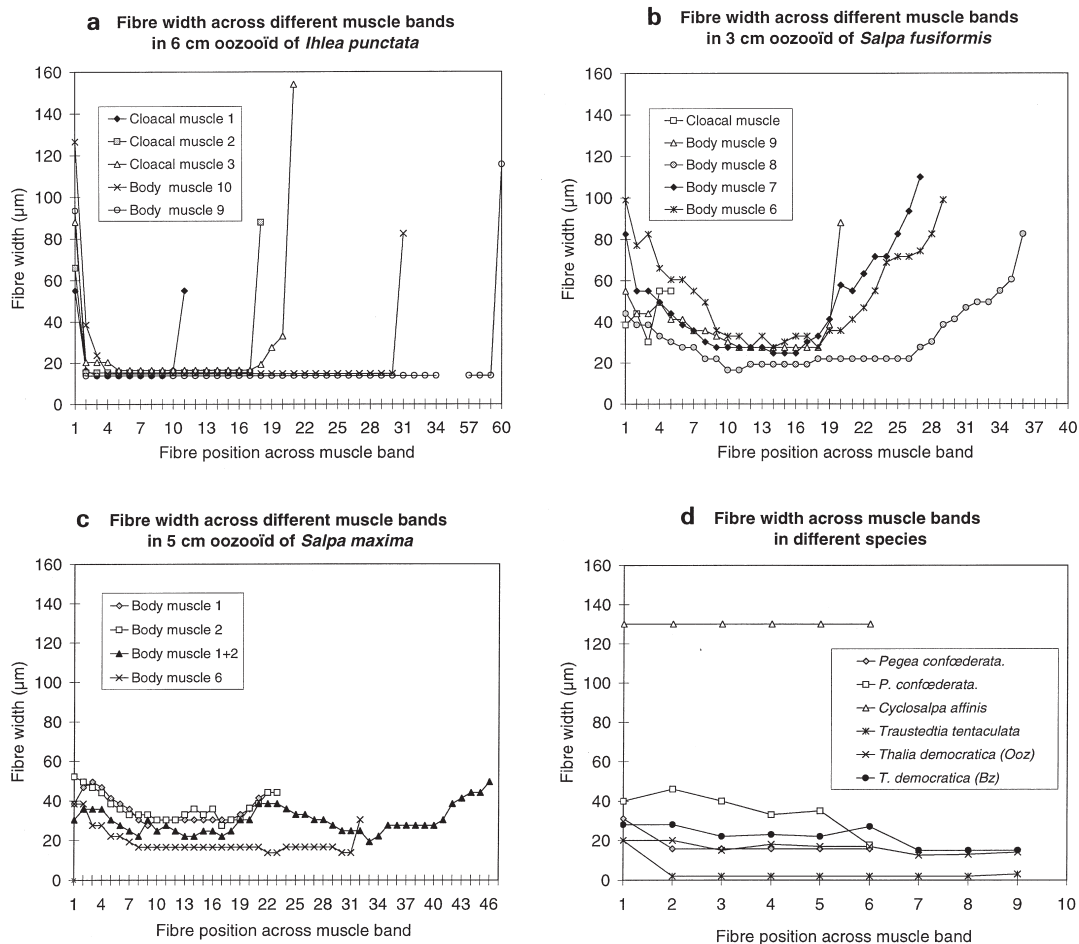 a Fibre width across different muscle bands
in 6 cm oozooïd of Ihlea punctata
160
140
120
100
80
60
40
20
0
Fibre width (µm)
Cloacal muscle 1
Cloacal muscle 2
Cloacal muscle 3
Body muscle 10
Body muscle 9
1 4 7 10 13 16 19 22 25 28 31 34 57 60
Fibre position across muscle band
b Fibre width across different muscle bands
in 3 cm oozooïd of Salpa fusiformis
160
140
120
100
80
60
40
20
0
Fibre width (µm)
Cloacal muscle
Body muscle 9
Body muscle 8
Body muscle 7
Body muscle 6
1 4 7 10 13 16 19 22 25 28 31 34 37 40
Fibre position across muscle band
c Fibre width across different muscle bands
in 5 cm oozooïd of Salpa maxima
160
140
120
100
80
60
40
20
0
Fibre width (µm)
Body muscle 1
Body muscle 2
Body muscle 1+2
Body muscle 6
1 4 7 10 13 16 19 22 25 28 31 34 37 40 43 46
Fibre position across muscle band
d Fibre width across muscle bands
in different species
160
140
120
100
80
60
40
20
0
Fibre width (µm)
Pegea confœderata.
P. confœderata.
Cyclosalpa affinis
Traustedtia tentaculata
Thalia democratica (Ooz)
T. democratica (Bz)
1 2 3 4 5 6 7 8 9 10
Fibre position across muscle band